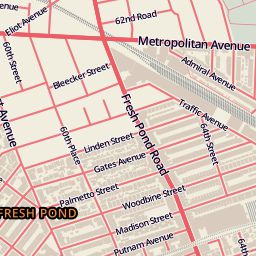 62nd Road
Eliot Avenue
Metropolitan Avenue
60th Street
Bleecker Street
Admiral Avenue
Fresh Pond Road
Traffic Avenue
64th Street
60th Place
Linden Street
Gates Avenue
Palmetto Street
Woodbine Street
FRESH POND
Madison Street
Putnam Avenue